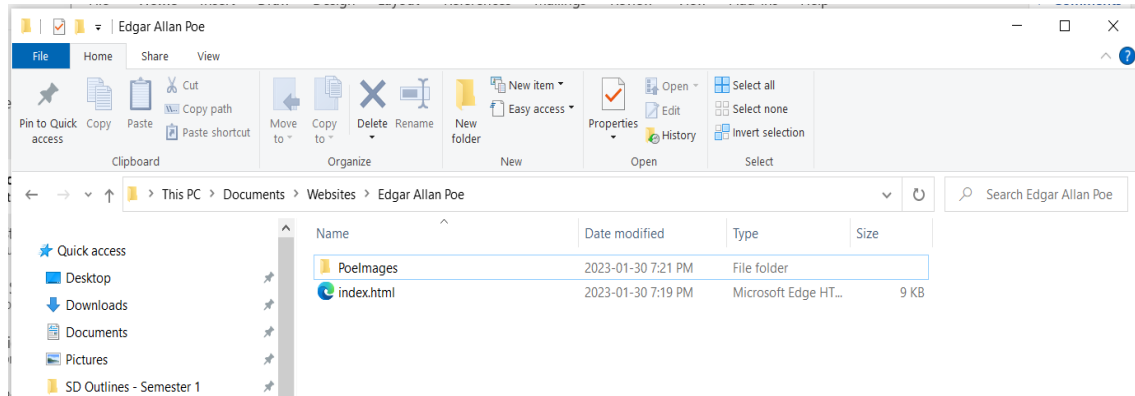 Edgar Allan Poe
File Home Share View
Pin to Quick access
Copy
Paste
Cut
Copy path
Paste shortcut
Clipboard
Move to
Copy to
Delete
Rename
Organize
New folder
New item
Easy access
New
Properties
Open
Edit
History
Open
Select all
Select none
Invert selection
Select
This PC > Documents > Websites > Edgar Allan Poe
Search Edgar Allan Poe
Name Date modified Type Size
Quick access
Desktop
Downloads
Documents
Pictures
SD Outlines - Semester 1
PoeImages 2023-01-30 7:21 PM File folder
index.html 2023-01-30 7:19 PM Microsoft Edge HT... 9 KB